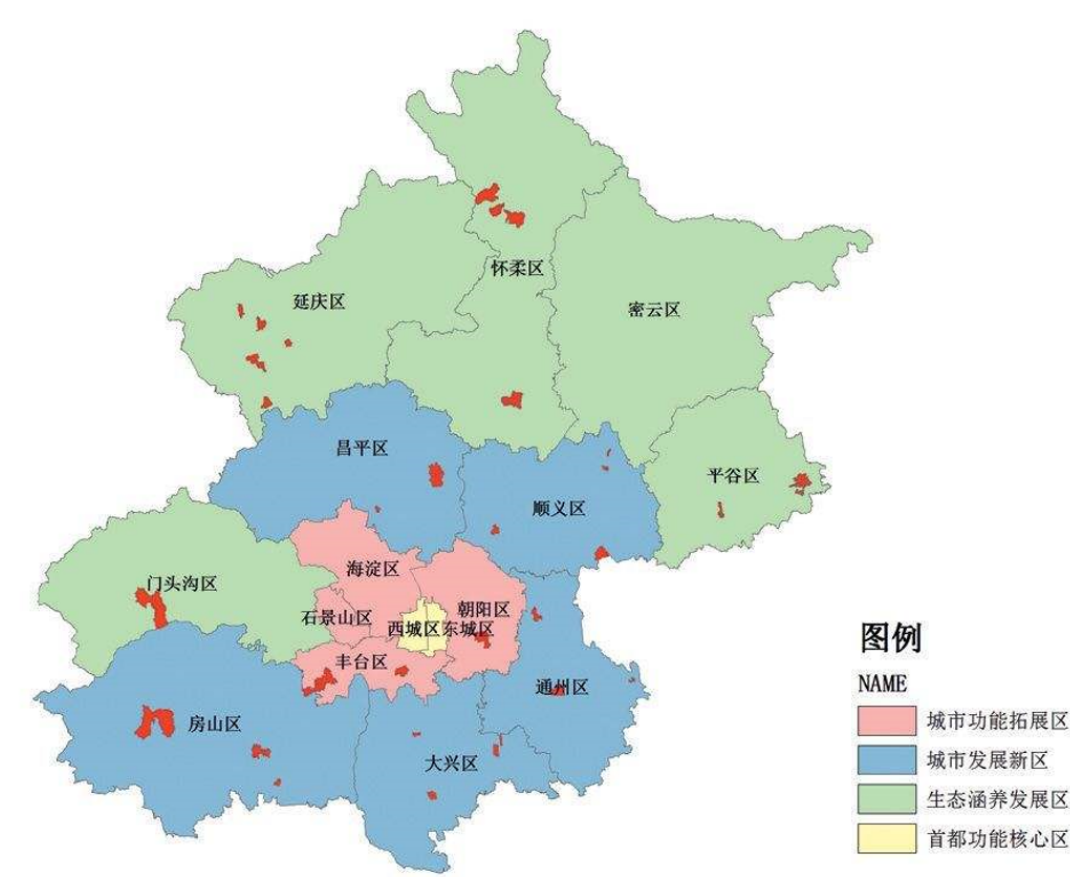 怀柔区
延庆区
密云区
昌平区
平谷区
顺义区
海淀区
门头沟区
朝阳区
石景山区
西城区
东城区
丰台区
通州区
房山区
大兴区
图例
NAME
城市功能拓展区
城市发展新区
生态涵养发展区
首都功能核心区